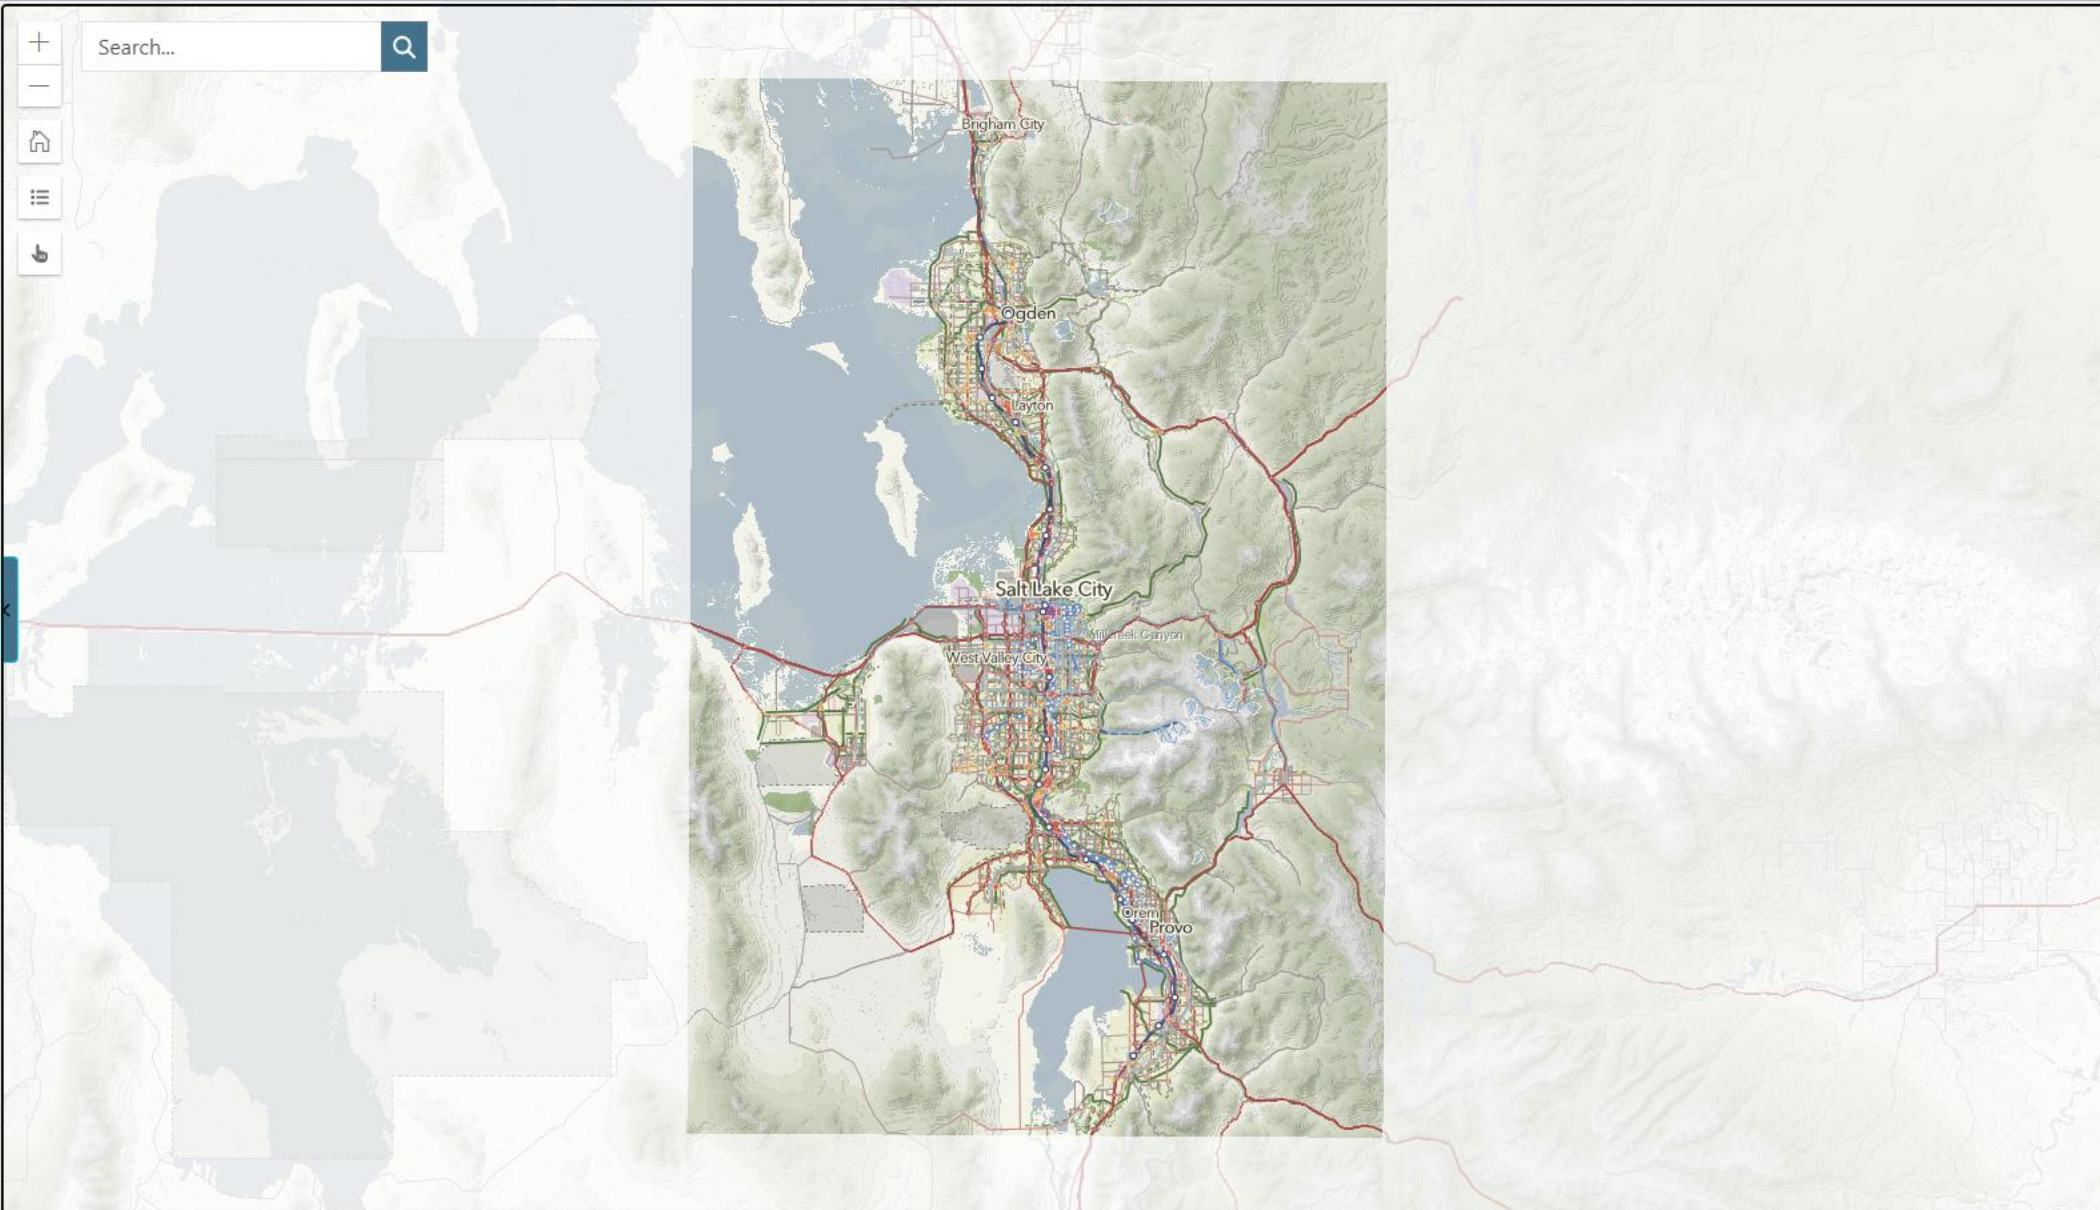 Search...
Brigham City
Ogden
Layton
Salt Lake City
Millcreek Canyon
West Valley City
Orem
Provo